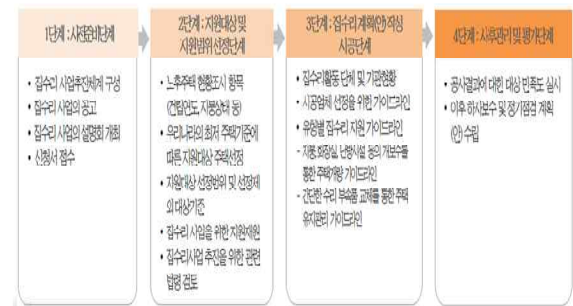 1단계 : 사전준비단계
• 집수리 사업추진체계 구성
• 집수리 사업의 공고
• 집수리 사업의 설명회 개최
• 신청서 접수
2단계 : 지원대상 및
지원범위 선정단계
• 노후주택 현황조사 항목
(건립연도, 지붕상태 등)
• 우리나라의 최저 주택기준에
따른 지원대상 주택선정
• 지원대상 선정범위 및 선정제
외 대상기준
• 집수리 사업을 위한 지원재원
• 집수리사업 추진을 위한 관련
법령 검토
3단계 : 집수리 계획(안) 작성
시공단계
• 집수리활동 단체 및 기관현황
• 시공업체 선정을 위한 가이드라인
• 유형별 집수리 지원 가이드라인
- 지붕, 화장실, 난방시설 등의 개보수를
통한 주택개량 가이드라인
- 간단한 수리 부속품 교체를 통한 주택
유지관리 가이드라인
4단계 : 사후관리 및 평가단계
• 공사결과에 대한 대상 만족도 실시
• 이후 하사보수 및 정기점검 계획
(안) 수립